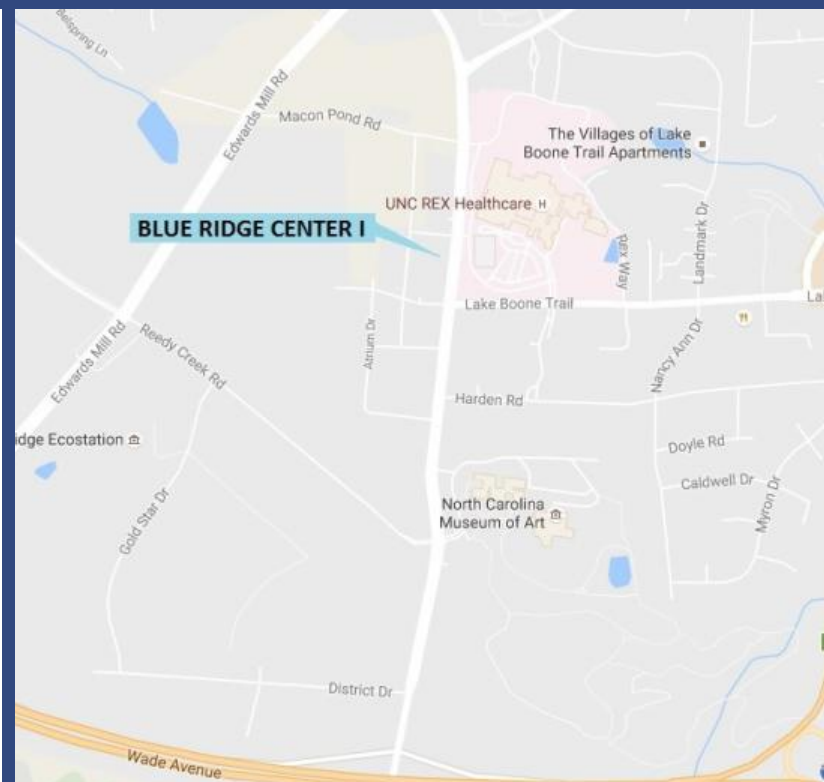 Belspring Ln
Edwards Mill Rd
Macon Pond Rd
The Villages of Lake
Boone Trail Apartments
UNC REX Healthcare H
BLUE RIDGE CENTER I
Rex Way
Landmark Dr
Lake Boone Trail
La
Atrium Dr
Reedy Creek Rd
Edwards Mill Rd
Nancy Ann Dr
Harden Rd
idge Ecostation
Doyle Rd
Caldwell Dr
Myron Dr
Gold Star Dr
North Carolina
Museum of Art
District Dr
Wade Avenue